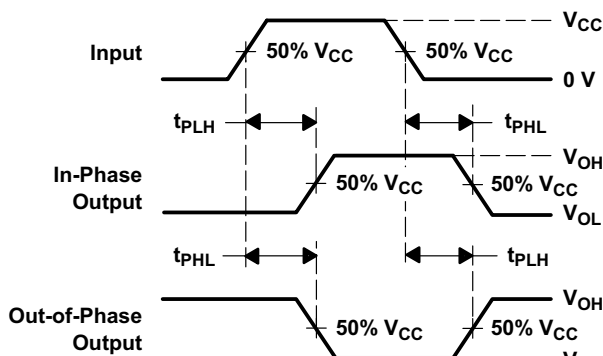 VCC
Input
50% VCC
50% VCC
0 V
tPLH
tPHL
VOH
In-Phase
Output
50% VCC
50% VCC
VOL
tPHL
tPLH
VOH
Out-of-Phase
Output
50% VCC
50% VCC